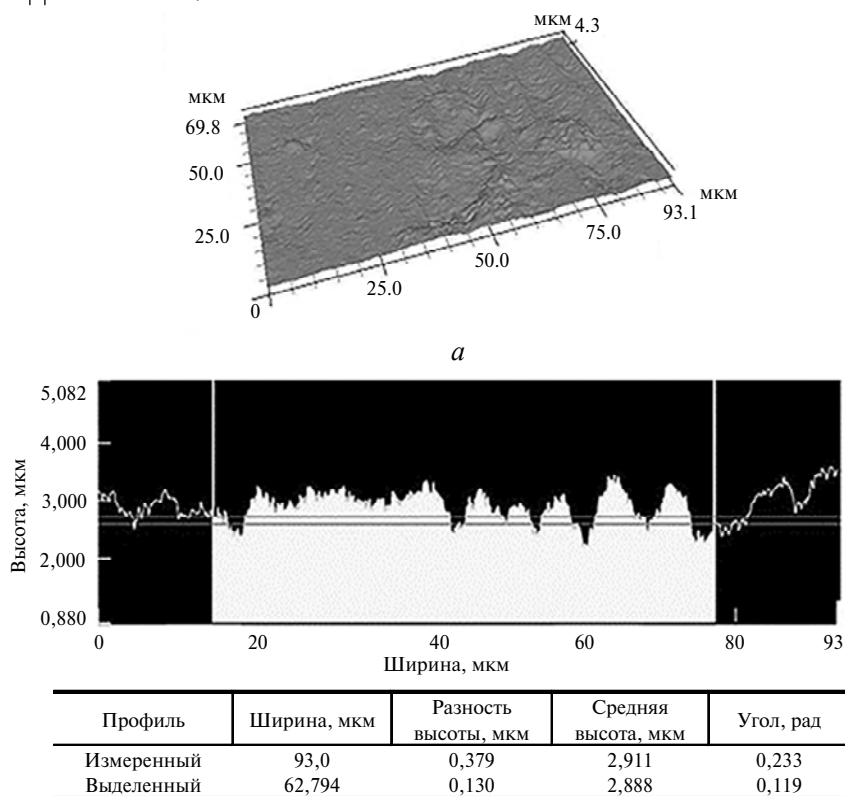 мкм 4.3
мкм
69.8
50.0
25.0
0
25.0
50.0
75.0
93.1
мкм
а
5,082
4,000
3,000
2,000
0,880
Высота, мкм
0 20 40 60 80 93
Ширина, мкм
Профиль Ширина, мкм Разность высоты, мкм Средняя высота, мкм Угол, рад
Измеренный 93,0 0,379 2,911 0,233
Выделенный 62,794 0,130 2,888 0,119